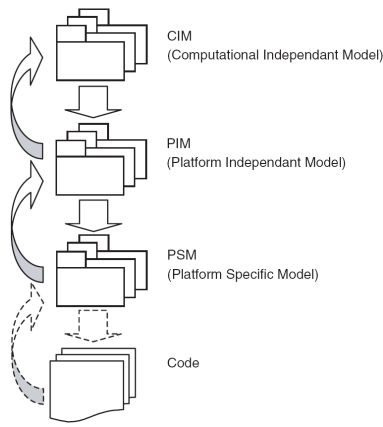 CIM
(Computational Independant Model)
PIM
(Platform Independant Model)
PSM
(Platform Specific Model)
Code